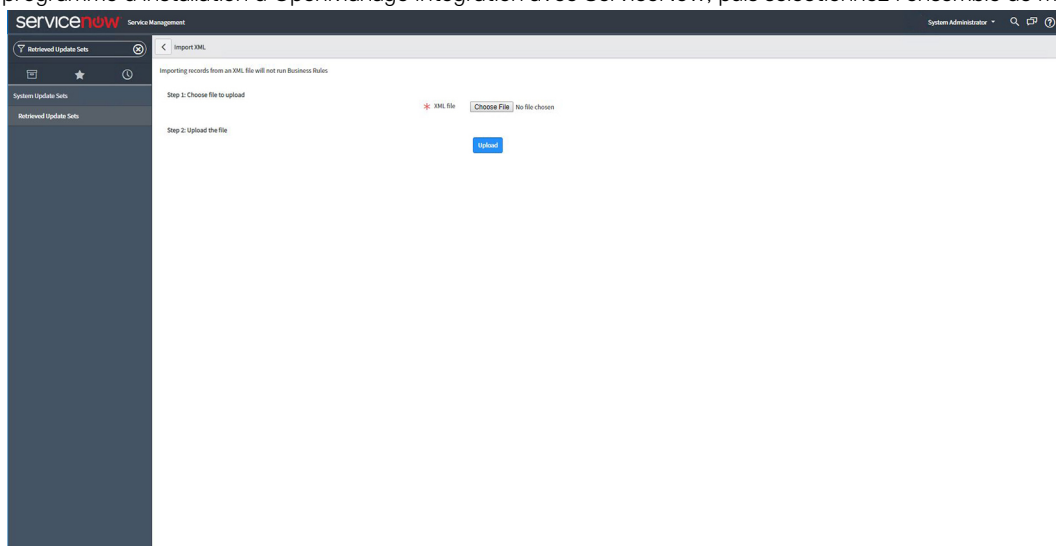 programme d'installation d'OpenManage Integration avec ServiceNow, puis sélectionnez l'ensemble de
servicenow Service Management System Administrator
Retrieved Update Sets
Import XML
Importing records from an XML file will not run Business Rules
System Update Sets
Step 1: Choose file to upload
XML file Choose File No file chosen
Retrieved Update Sets
Step 2: Upload the file
Upload